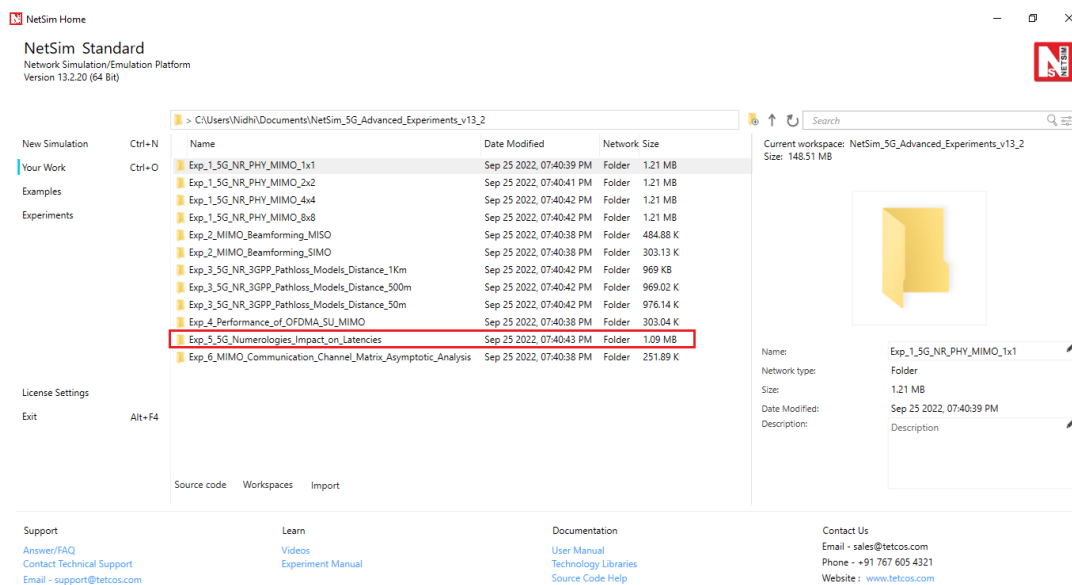 NetSim Home
NetSim Standard
Network Simulation/Emulation Platform
Version 13.2.20 (64 Bit)
NETSIM
> C:\Users\Nidhi\Documents\NetSim_5G_Advanced_Experiments_v13_2
Search
New Simulation Ctrl+N
Your Work Ctrl+O
Examples
Experiments
License Settings
Exit Alt+F4
Name Date Modified Network Size
Exp_1_5G_NR_PHY_MIMO_1x1 Sep 25 2022, 07:40:39 PM Folder 1.21 MB
Exp_1_5G_NR_PHY_MIMO_2x2 Sep 25 2022, 07:40:41 PM Folder 1.21 MB
Exp_1_5G_NR_PHY_MIMO_4x4 Sep 25 2022, 07:40:42 PM Folder 1.21 MB
Exp_1_5G_NR_PHY_MIMO_8x8 Sep 25 2022, 07:40:42 PM Folder 1.21 MB
Exp_2_MIMO_Beamforming_MISO Sep 25 2022, 07:40:38 PM Folder 484.88 K
Exp_2_MIMO_Beamforming_SIMO Sep 25 2022, 07:40:38 PM Folder 303.13 K
Exp_3_5G_NR_3GPP_Pathloss_Models_Distance_1Km Sep 25 2022, 07:40:42 PM Folder 969 KB
Exp_3_5G_NR_3GPP_Pathloss_Models_Distance_500m Sep 25 2022, 07:40:42 PM Folder 969.02 K
Exp_3_5G_NR_3GPP_Pathloss_Models_Distance_50m Sep 25 2022, 07:40:42 PM Folder 976.14 K
Exp_4_Performance_of_OFDMA_SU_MIMO Sep 25 2022, 07:40:38 PM Folder 303.04 K
Exp_5_5G_Numerologies_Impact_on_Latencies Sep 25 2022, 07:40:43 PM Folder 1.09 MB
Exp_6_MIMO_Communication_Channel_Matrix_Asymptotic_Analysis Sep 25 2022, 07:40:38 PM Folder 251.89 K
Source code Workspaces Import
Current workspace: NetSim_5G_Advanced_Experiments_v13_2
Size: 148.51 MB
Name: Exp_1_5G_NR_PHY_MIMO_1x1
Network type: Folder
Size: 1.21 MB
Date Modified: Sep 25 2022, 07:40:39 PM
Description: Description
Support
Answer/FAQ
Contact Technical Support
Email - support@tetcos.com
Learn
Videos
Experiment Manual
Documentation
User Manual
Technology Libraries
Source Code Help
Contact Us
Email - sales@tetcos.com
Phone - +91 767 605 4321
Website : www.tetcos.com